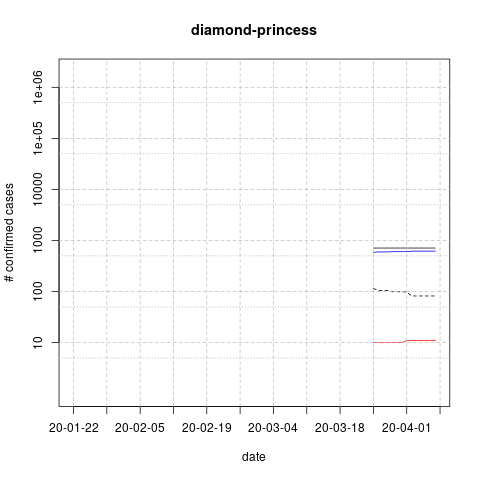 diamond-princess
1e+06
1e+05
10000
1000
100
10
# confirmed cases
20-01-22 20-02-05 20-02-19 20-03-04 20-03-18 20-04-01
date